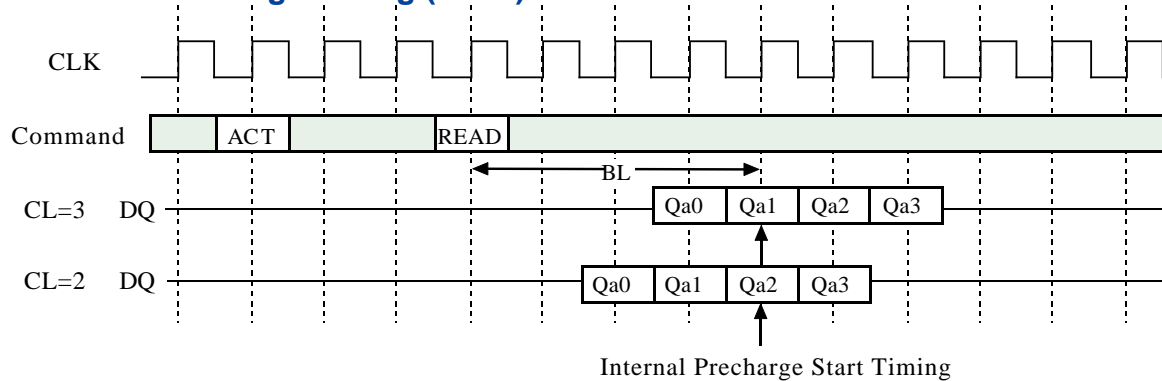 CLK
Command ACT READ
BL
CL=3 DQ Qa0 Qa1 Qa2 Qa3
CL=2 DQ Qa0 Qa1 Qa2 Qa3
Internal Precharge Start Timing